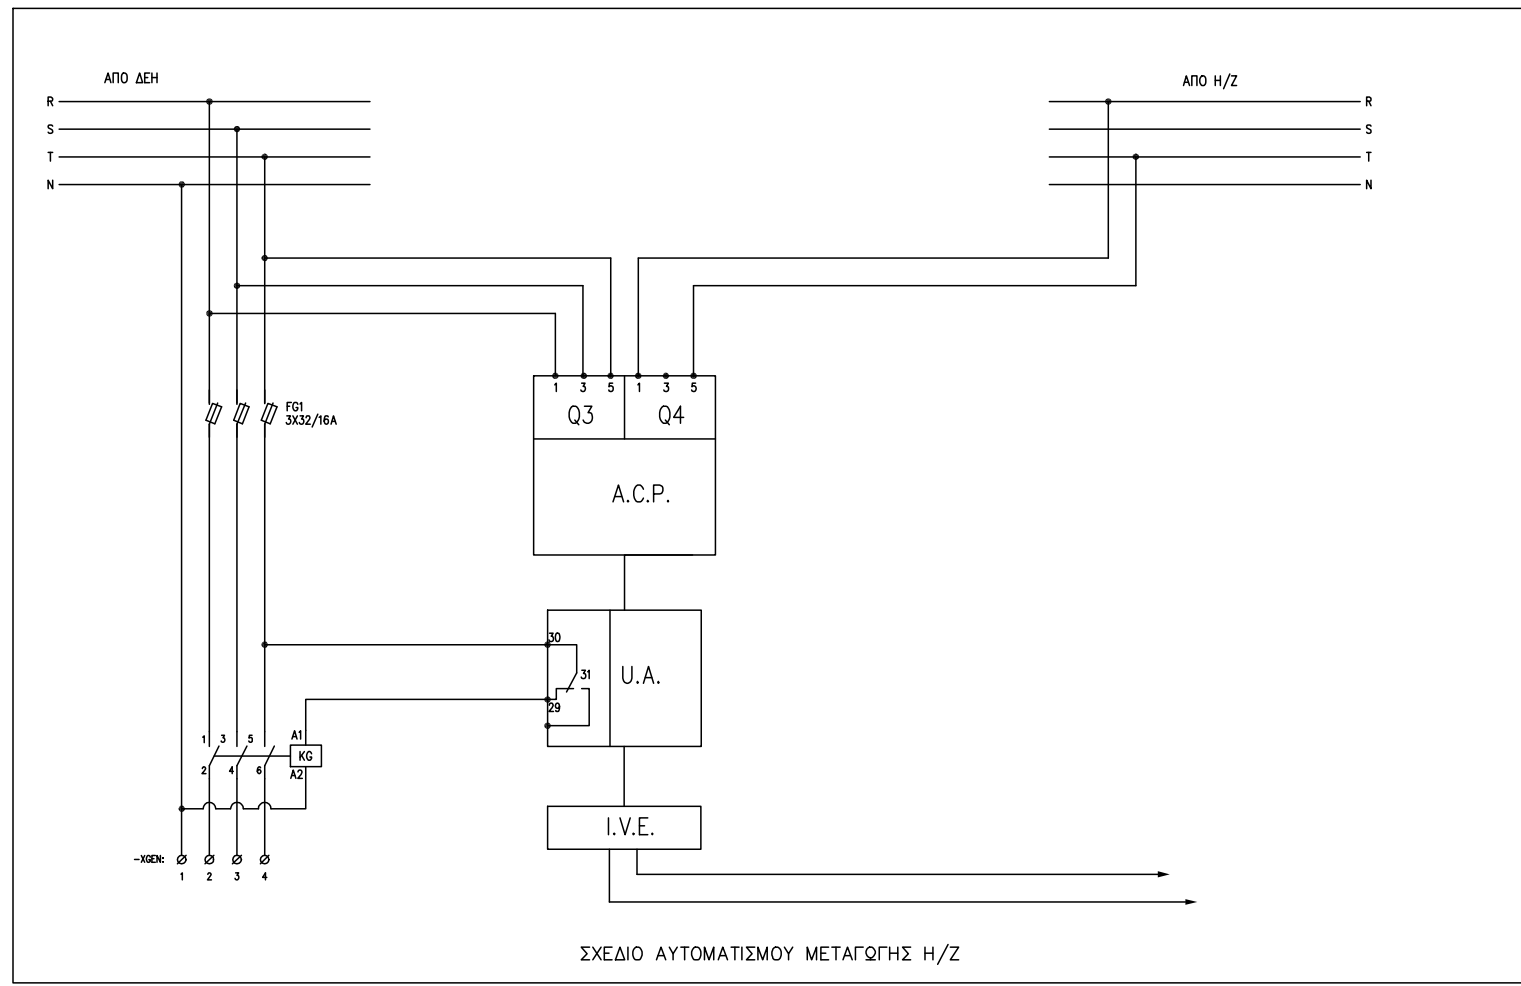 ΑΠΟ ΔΕΗ
R
S
T
N
ΑΠΟ Η/Ζ
R
S
T
N
1 3 5 1 3 5
Q3 Q4
FG1
3X32/16A
A.C.P.
30
31
U.A.
29
1 3 5 A1
KG
2 4 6 A2
I.V.E.
-XGEN:
1 2 3 4
ΣΧΕΔΙΟ ΑΥΤΟΜΑΤΙΣΜΟΥ ΜΕΤΑΓΩΓΗΣ Η/Ζ